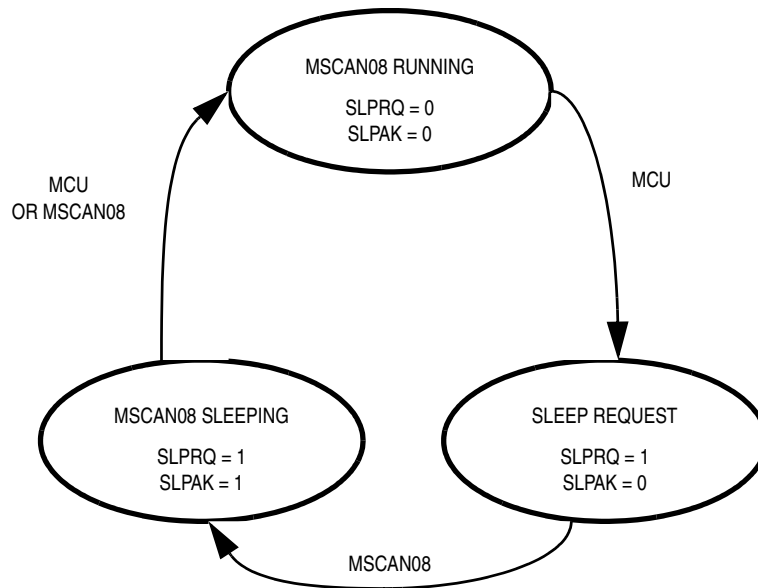 MSCAN08 RUNNING
SLPRQ = 0
SLPAK = 0
MCU
OR MSCAN08
MCU
MSCAN08 SLEEPING
SLPRQ = 1
SLPAK = 1
SLEEP REQUEST
SLPRQ = 1
SLPAK = 0
MSCAN08